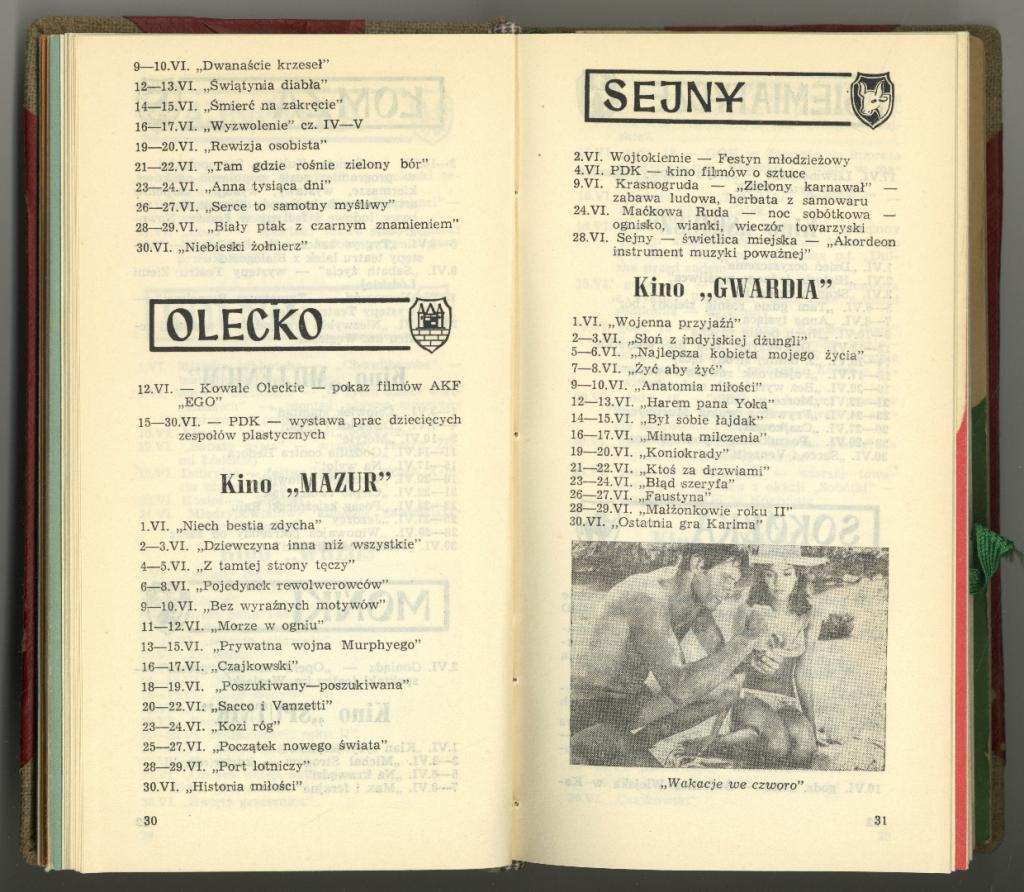 9—10.VI. „Dwanaście krzeseł”
12—13.VI. „Świątynia diabła”
14—15.VI. „Śmierć na zakręcie”
16—17.VI. „Wyzwolenie” cz. IV—V
19—20.VI. „Rewizja osobista”
21—22.VI. „Tam gdzie rośnie zielony bór”
23—24.VI. „Anna tysiąca dni”
26—27.VI. „Serce to samotny myśliwy”
28—29.VI. „Biały ptak z czarnym znamieniem”
30.VI. „Niebieski żołnierz”
OLECKO
12.VI. — Kowale Oleckie — pokaz filmów AKF
„EGO”
15—30.VI. — PDK — wystawa prac dziecięcych
zespołów plastycznych
Kino „MAZUR”
1.VI. „Niech bestia zdycha”
2—3.VI. „Dziewczyna inna niż wszystkie”
4—5.VI. „Z tamtej strony tęczy”
6—8.VI. „Pojedynek rewolwerowców”
9—10.VI. „Bez wyraźnych motywów”
11—12.VI. „Morze w ogniu”
13—15.VI. „Prywatna wojna Murphyego”
16—17.VI. „Czajkowski”
18—19.VI. „Poszukiwany—poszukiwana”
20—22.VI. „Sacco i Vanzetti”
23—24.VI. „Kozi róg”
25—27.VI. „Początek nowego świata”
28—29.VI. „Port lotniczy”
30.VI. „Historia miłości”
30
SEJNY
2.VI. Wojtokiemie — Festyn młodzieżowy
4.VI. PDK — kino filmów o sztuce
9.VI. Krasnogruda — „Zielony karnawał” —
zabawa ludowa, herbata z samowaru
24.VI. Maćkowa Ruda — noc sobótkowa —
ognisko, wianki, wieczór towarzyski
28.VI. Sejny — świetlica miejska — „Akordeon
instrument muzyki poważnej”
Kino „GWARDIA”
1.VI. „Wojenna przyjaźń”
2—3.VI. „Słoń z indyjskiej dżungli”
5—6.VI. „Najlepsza kobieta mojego życia”
7—8.VI. „Żyć aby żyć”
9—10.VI. „Anatomia miłości”
12—13.VI. „Harem pana Yoka”
14—15.VI. „Był sobie łajdak”
16—17.VI. „Minuta milczenia”
19—20.VI. „Koniokrady”
21—22.VI. „Ktoś za drzwiami”
23—24.VI. „Błąd szeryfa”
26—27.VI. „Faustyna”
28—29.VI. „Małżonkowie roku II”
30.VI. „Ostatnia gra Karima”
„Wakacje we czworo”
31